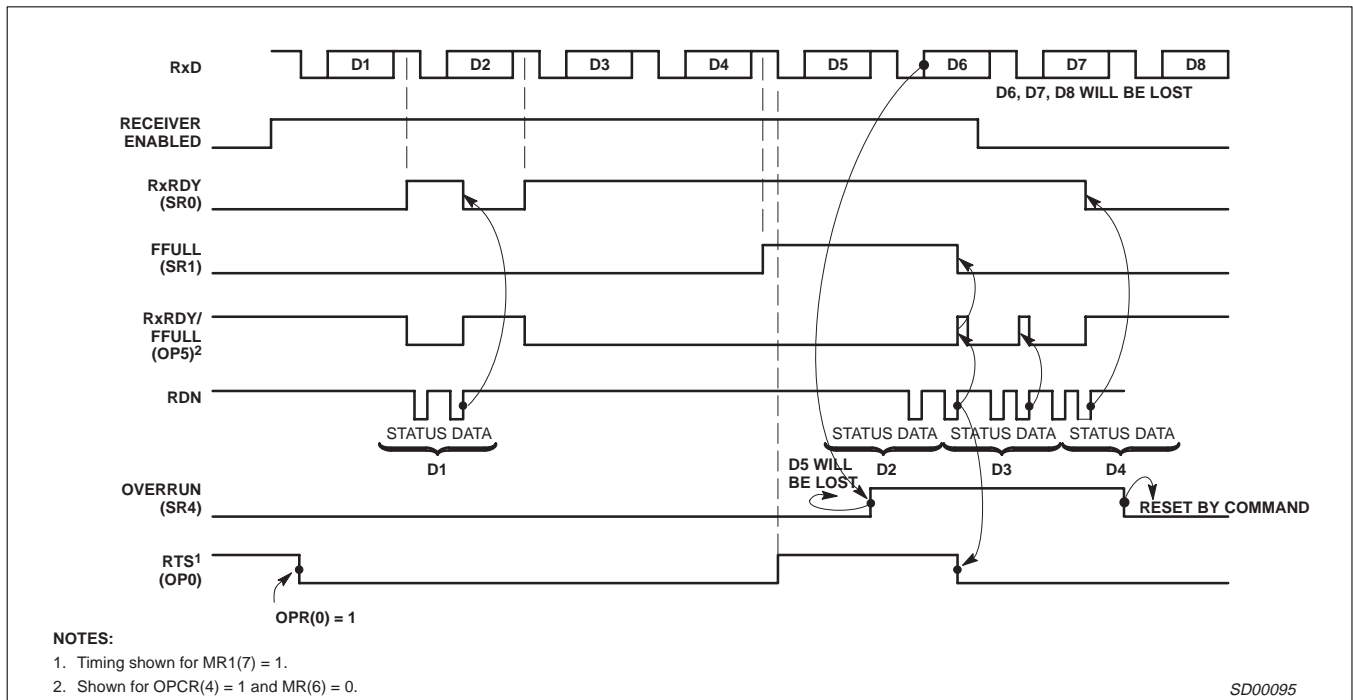 RxD
D1 D2 D3 D4 D5 D6 D7 D8
D6, D7, D8 WILL BE LOST
RECEIVER
ENABLED
RxRDY
(SR0)
FFULL
(SR1)
RxRDY/
FFULL
(OP5)2
RDN
STATUS DATA STATUS DATA STATUS DATA STATUS DATA
D1 D2 D3 D4
D5 WILL
BE LOST
OVERRUN
(SR4)
RESET BY COMMAND
RTS1
(OP0)
OPR(0) = 1
NOTES:
1. Timing shown for MR1(7) = 1.
2. Shown for OPCR(4) = 1 and MR(6) = 0.
SD00095